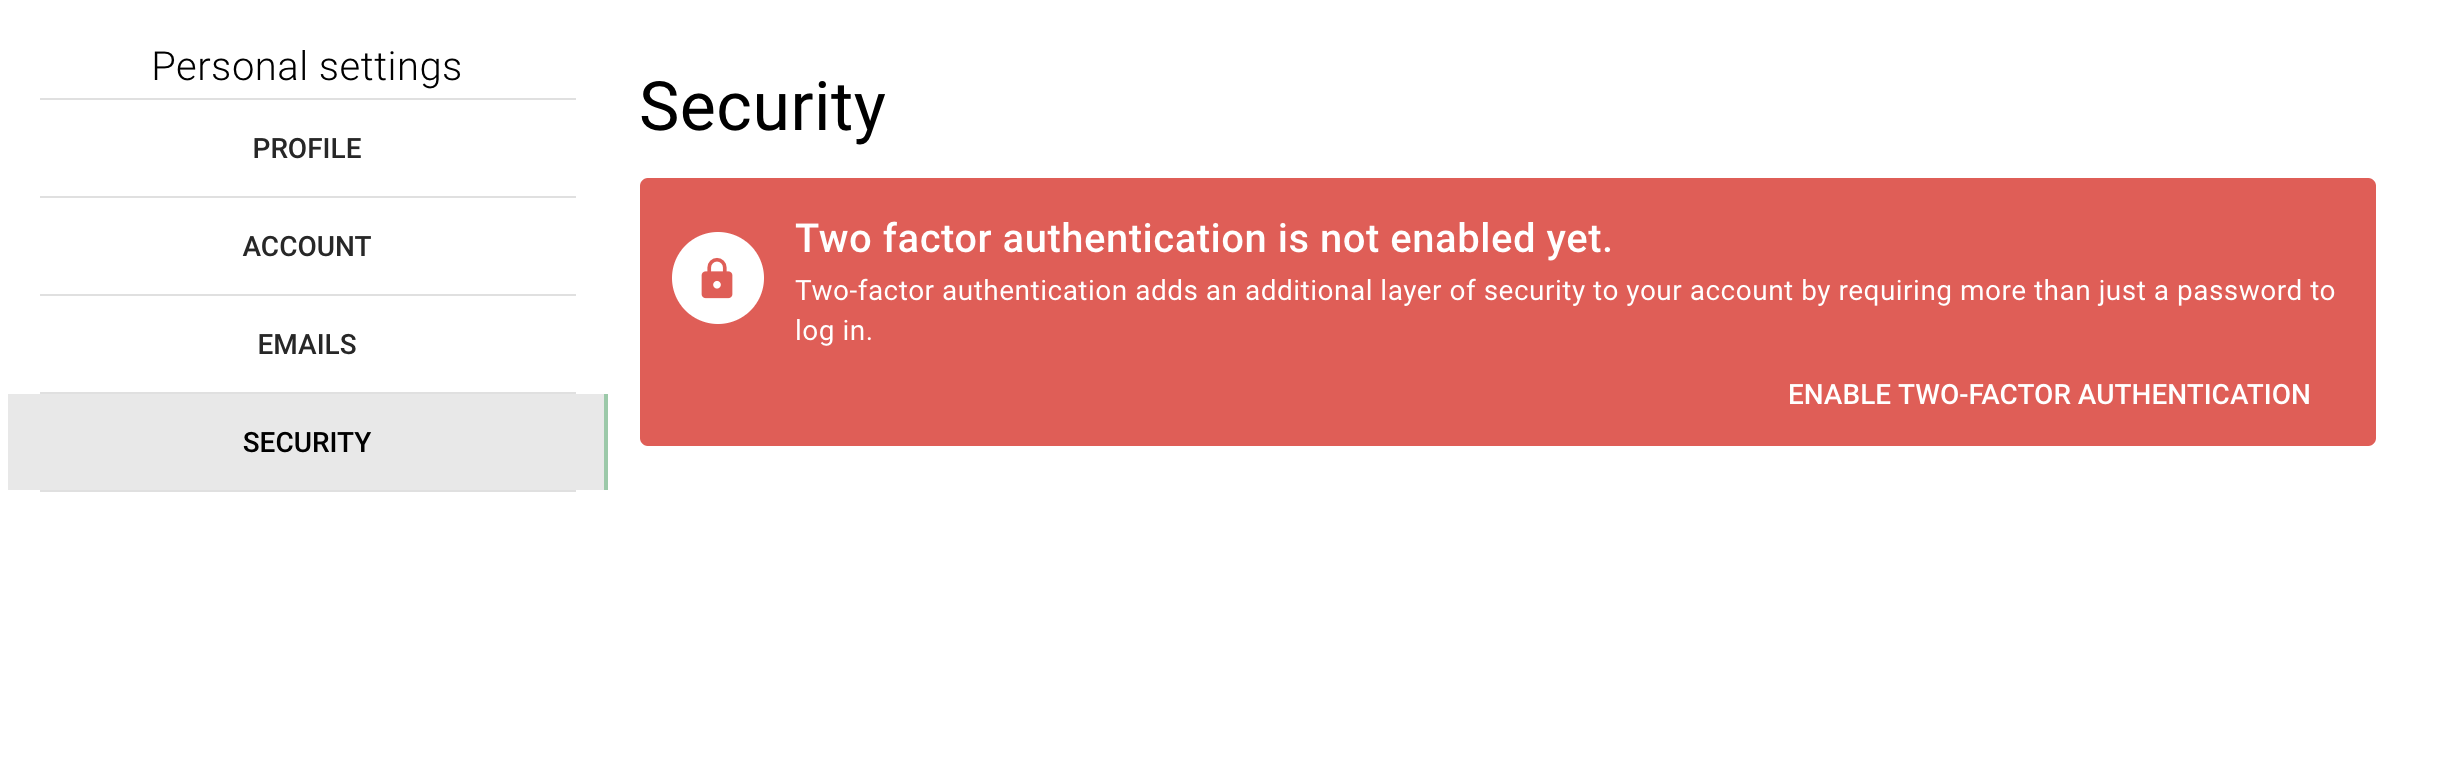 Personal settings
PROFILE
ACCOUNT
EMAILS
SECURITY
Security
Two factor authentication is not enabled yet.
Two-factor authentication adds an additional layer of security to your account by requiring more than just a password to
log in.
ENABLE TWO-FACTOR AUTHENTICATION